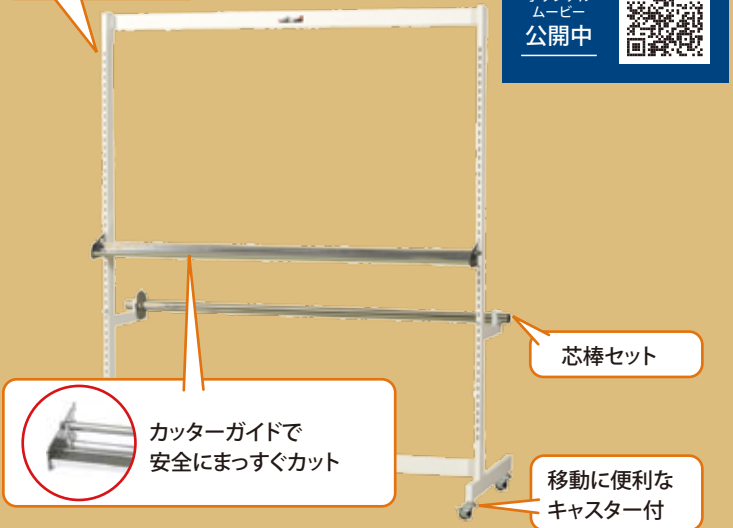 ムービー
公開中
芯棒セット
カッターガイドで
安全にまっすぐカット
移動に便利な
キャスター付